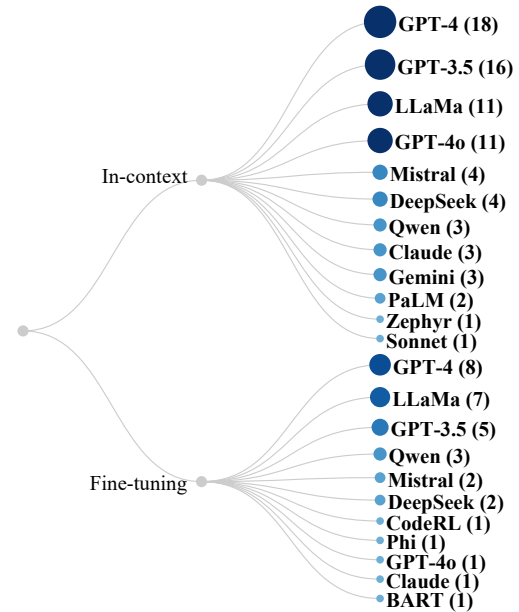 GPT-4 (18)
GPT-3.5 (16)
LLaMa (11)
GPT-4o (11)
In-context
Mistral (4)
DeepSeek (4)
Qwen (3)
Claude (3)
Gemini (3)
PaLM (2)
Zephyr (1)
Sonnet (1)
GPT-4 (8)
LLaMa (7)
GPT-3.5 (5)
Qwen (3)
Mistral (2)
Fine-tuning
DeepSeek (2)
CodeRL (1)
Phi (1)
GPT-4o (1)
Claude (1)
BART (1)